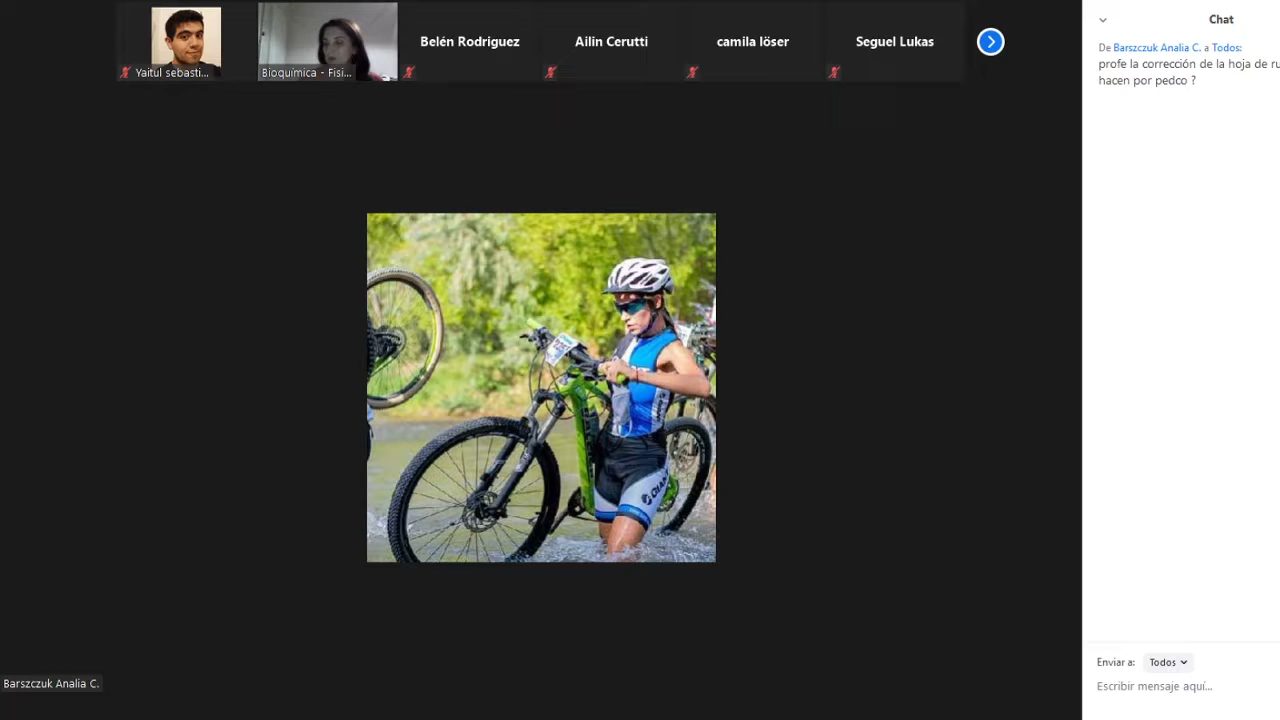 Yaitul sebasti...
Bioquímica - Fisi...
Belén Rodriguez
Ailin Cerutti
camila löser
Seguel Lukas
Chat
De Barszczuk Analia C. a Todos:
profe la corrección de la hoja de ru
hacen por pedco ?
Barszczuk Analia C.
Enviar a:
Todos
Escribir mensaje aquí...